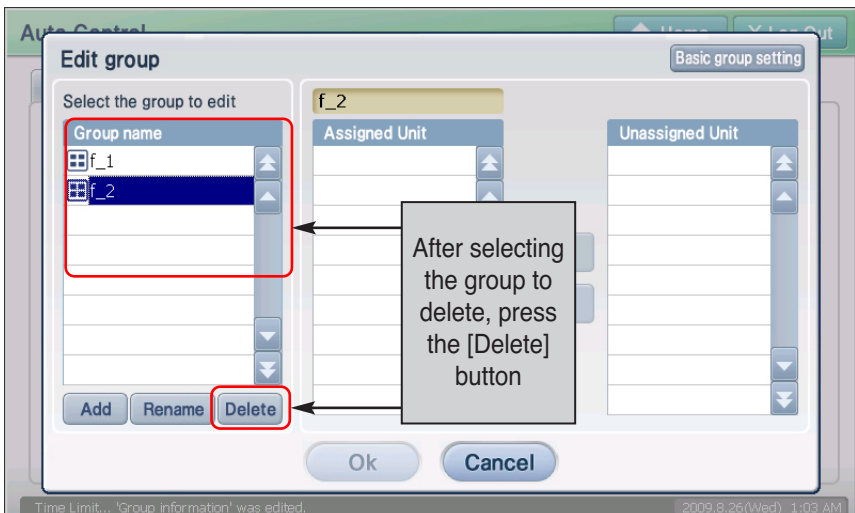 Auto Control
Home
X Log Out
Edit group
Basic group setting
Select the group to edit
f_2
Group name
Assigned Unit
Unassigned Unit
f_1
f_2
After selecting
the group to
delete, press
the [Delete]
button
Add
Rename
Delete
Ok
Cancel
Time Limit... 'Group information' was edited.
2009.8.26(Wed) 1:03 AM